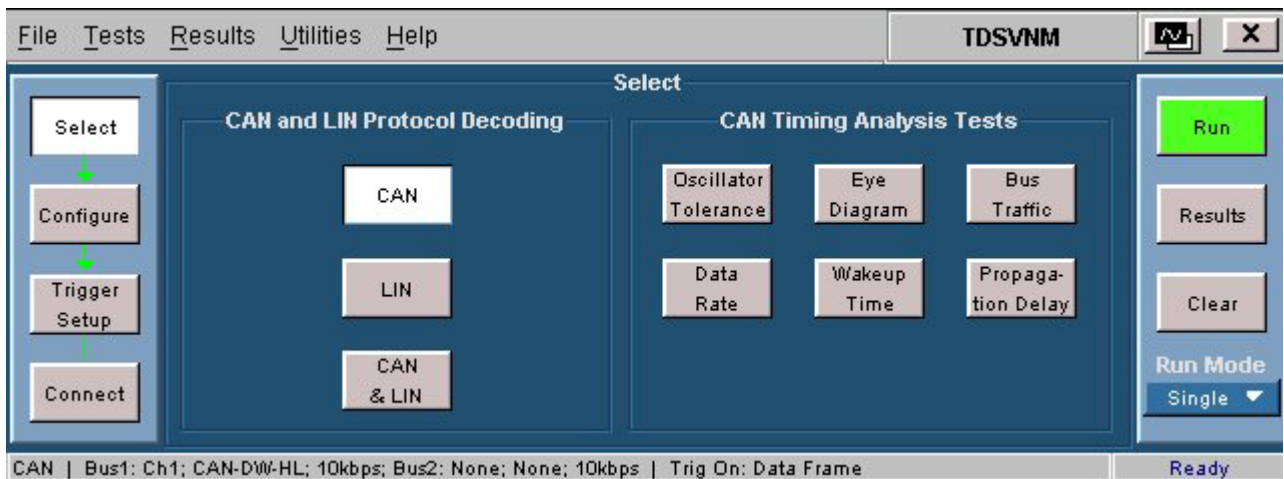 File Tests Results Utilities Help TDSVNM
Select
Select
Configure
Trigger
Setup
Connect
CAN and LIN Protocol Decoding
CAN
LIN
CAN
& LIN
CAN Timing Analysis Tests
Oscillator
Tolerance
Eye
Diagram
Bus
Traffic
Data
Rate
Wakeup
Time
Propaga-
tion Delay
Run
Results
Clear
Run Mode
Single
CAN | Bus1: Ch1; CAN-DW-HL; 10kbps; Bus2: None; None; 10kbps | Trig On: Data Frame
Ready